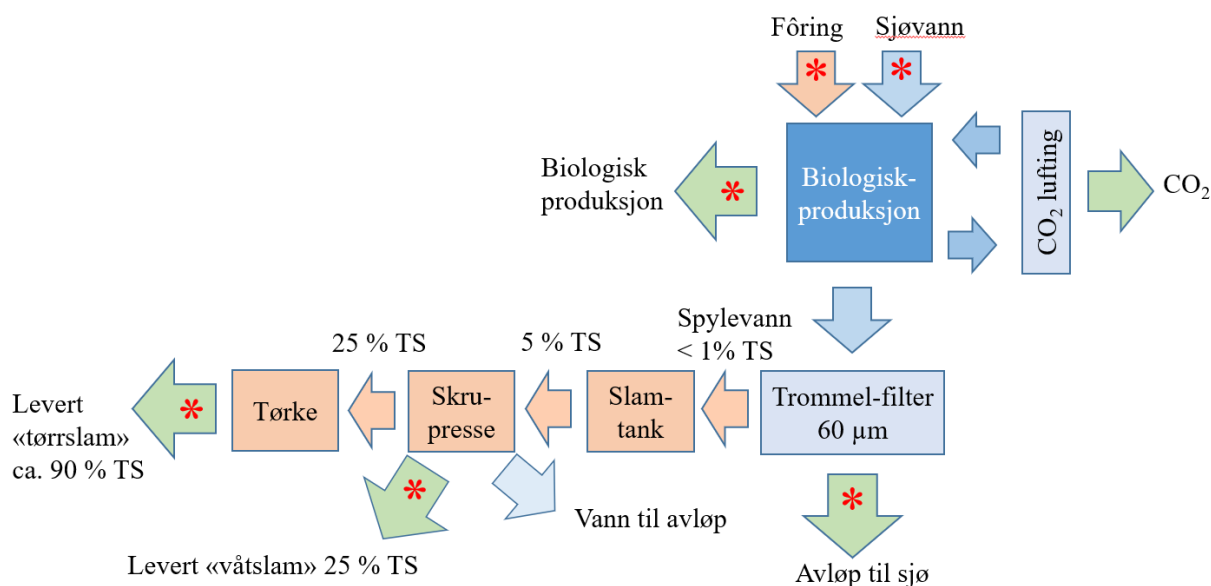 Fôring
Sjøvann
Biologisk
produksjon
Biologisk-
produksjon
CO₂ lufting
CO₂
Spylevann
< 1% TS
5 % TS
25 % TS
Levert
«tørrslam»
ca. 90 % TS
Tørke
Skru-
presse
Slam-
tank
Trommel-filter
60 µm
Vann til avløp
Levert «våtslam» 25 % TS
Avløp til sjø